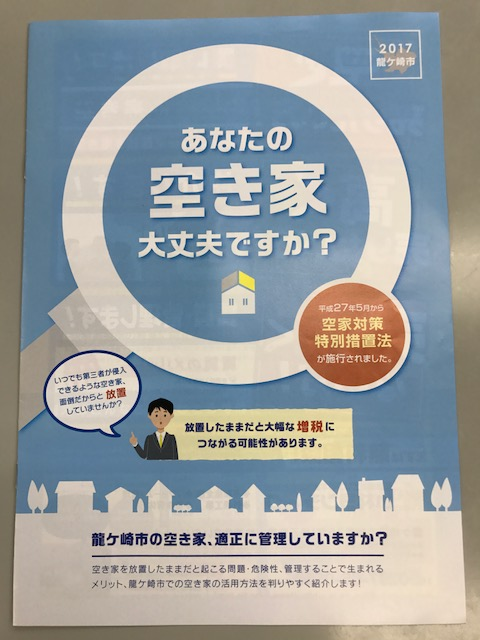 2017
龍ケ崎市
あなたの
空き家
大丈夫ですか?
平成27年5月から
空家対策
特別措置法
が施行されました。
いつでも第三者が侵入
できるような空き家、
面倒だからと放置
していませんか?
放置したままだと大幅な増税に
つながる可能性があります。
龍ケ崎市の空き家、適正に管理していますか?
空き家を放置したままだと起こる問題・危険性、管理することで生まれる
メリット、龍ケ崎市での空き家の活用方法を判りやすく紹介します!